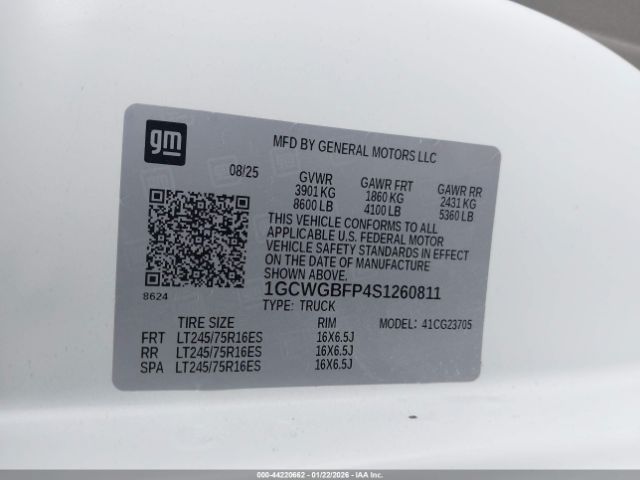 gm
MFD BY GENERAL MOTORS LLC
08/25
GVWR GAWR FRT GAWR RR
3901 KG 1860 KG 2431 KG
8600 LB 4100 LB 5360 LB
THIS VEHICLE CONFORMS TO ALL
APPLICABLE U.S. FEDERAL MOTOR
VEHICLE SAFETY STANDARDS IN EFFECT
ON THE DATE OF MANUFACTURE
SHOWN ABOVE.
1GCWGBFP4S1260811
8624
TYPE: TRUCK
TIRE SIZE RIM MODEL: 41CG23705
FRT LT245/75R16ES 16X6.5J
RR LT245/75R16ES 16X6.5J
SPA LT245/75R16ES 16X6.5J
000-44220662 - 01/22/2026 - IAAI.CA